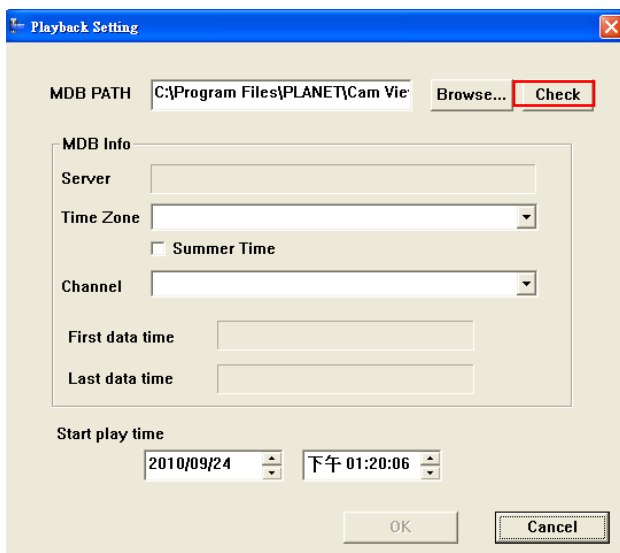 Playback Setting
MDB PATH C:\Program Files\PLANET\Cam Vie Browse... Check
MDB Info
Server
Time Zone
Summer Time
Channel
First data time
Last data time
Start play time
2010/09/24 下午 01:20:06
OK Cancel